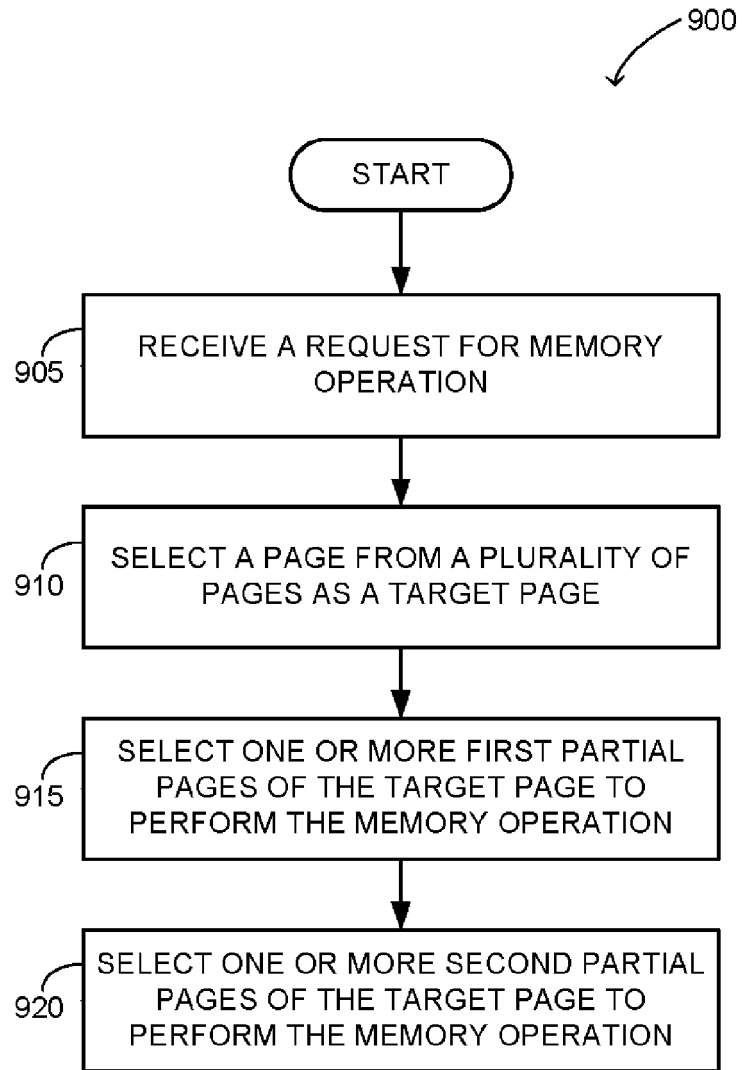 900
START
905
RECEIVE A REQUEST FOR MEMORY
OPERATION
910
SELECT A PAGE FROM A PLURALITY OF
PAGES AS A TARGET PAGE
915
SELECT ONE OR MORE FIRST PARTIAL
PAGES OF THE TARGET PAGE TO
PERFORM THE MEMORY OPERATION
920
SELECT ONE OR MORE SECOND PARTIAL
PAGES OF THE TARGET PAGE TO
PERFORM THE MEMORY OPERATION